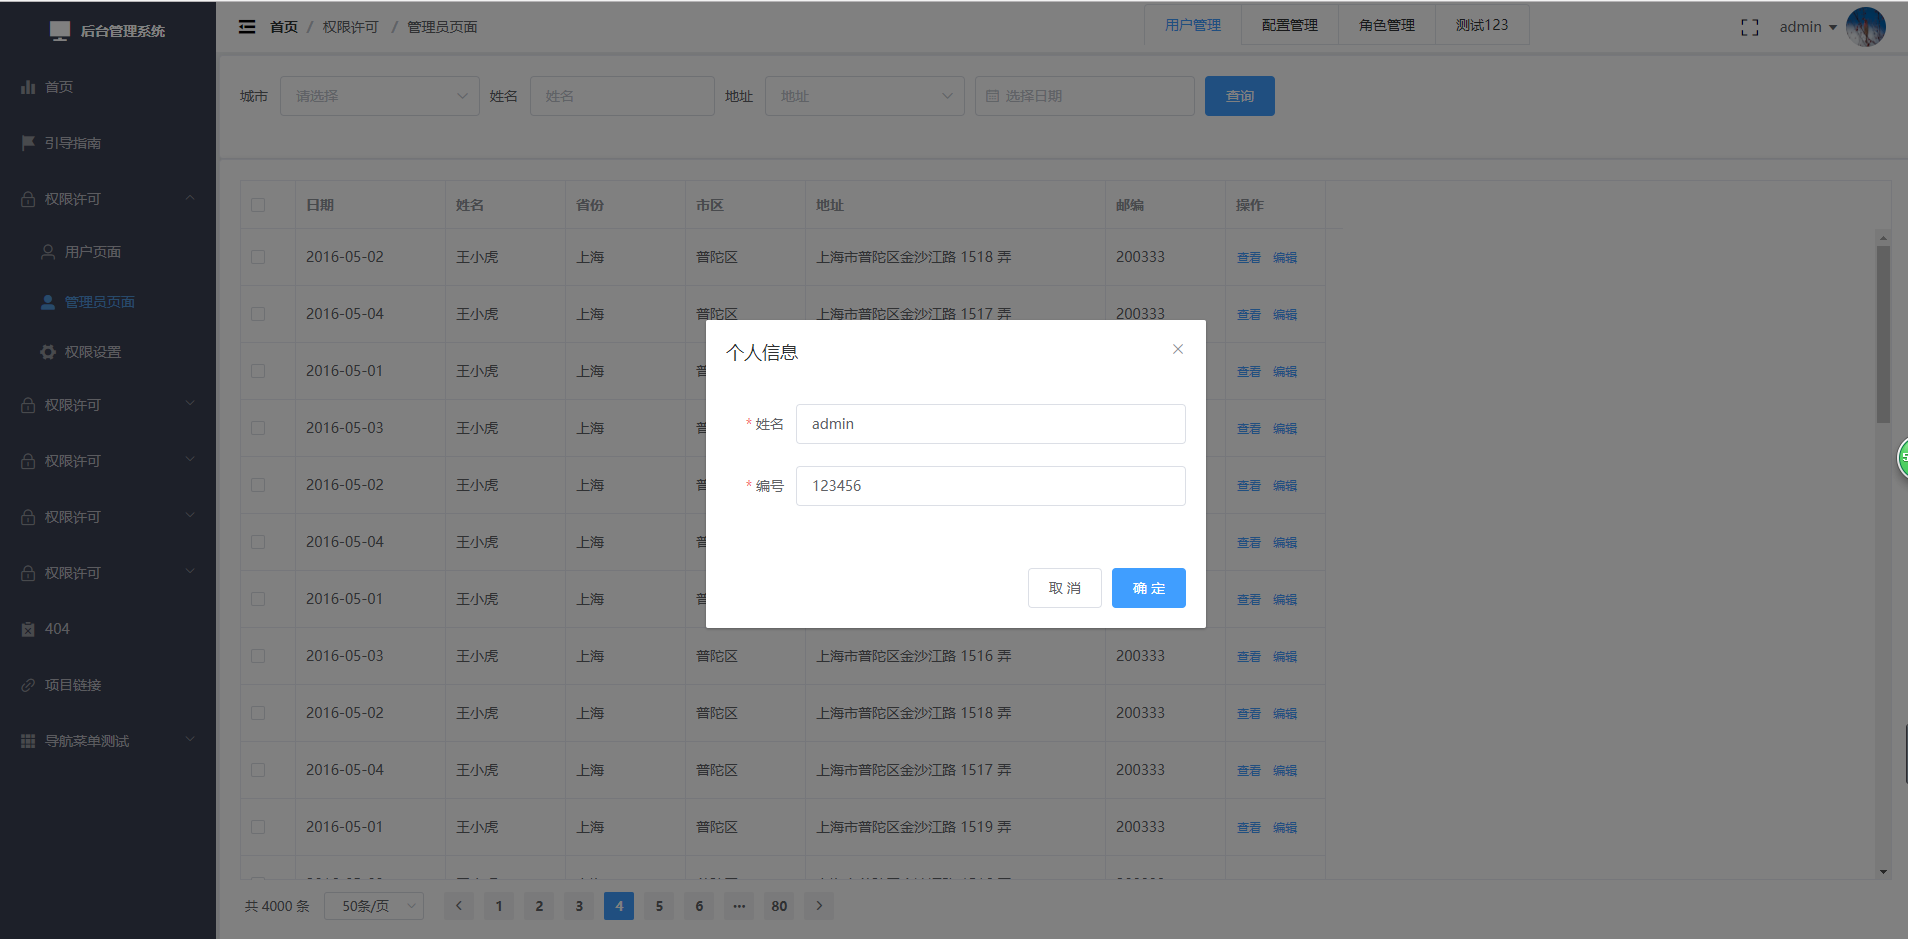 后台管理系统
首页 / 权限许可 / 管理员页面
用户管理 配置管理 角色管理 测试123
admin
首页
引导指南
权限许可
用户页面
管理员页面
权限设置
权限许可
权限许可
权限许可
权限许可
404
项目链接
导航菜单测试
城市 请选择 姓名 姓名 地址 地址 选择日期 查询
日期 姓名 省份 市区 地址 邮编 操作
2016-05-02 王小虎 上海 普陀区 上海市普陀区金沙江路 1518 弄 200333 查看 编辑
2016-05-04 王小虎 上海 普陀区 上海市普陀区金沙江路 1517 弄 200333 查看 编辑
2016-05-01 王小虎 上海 普 查看 编辑
2016-05-03 王小虎 上海 普 查看 编辑
2016-05-02 王小虎 上海 普 查看 编辑
2016-05-04 王小虎 上海 普 查看 编辑
2016-05-01 王小虎 上海 普 查看 编辑
2016-05-03 王小虎 上海 普陀区 上海市普陀区金沙江路 1516 弄 200333 查看 编辑
2016-05-02 王小虎 上海 普陀区 上海市普陀区金沙江路 1518 弄 200333 查看 编辑
2016-05-04 王小虎 上海 普陀区 上海市普陀区金沙江路 1517 弄 200333 查看 编辑
2016-05-01 王小虎 上海 普陀区 上海市普陀区金沙江路 1519 弄 200333 查看 编辑
个人信息
* 姓名 admin
* 编号 123456
取 消 确 定
共 4000 条 50条/页 1 2 3 4 5 6 ··· 80